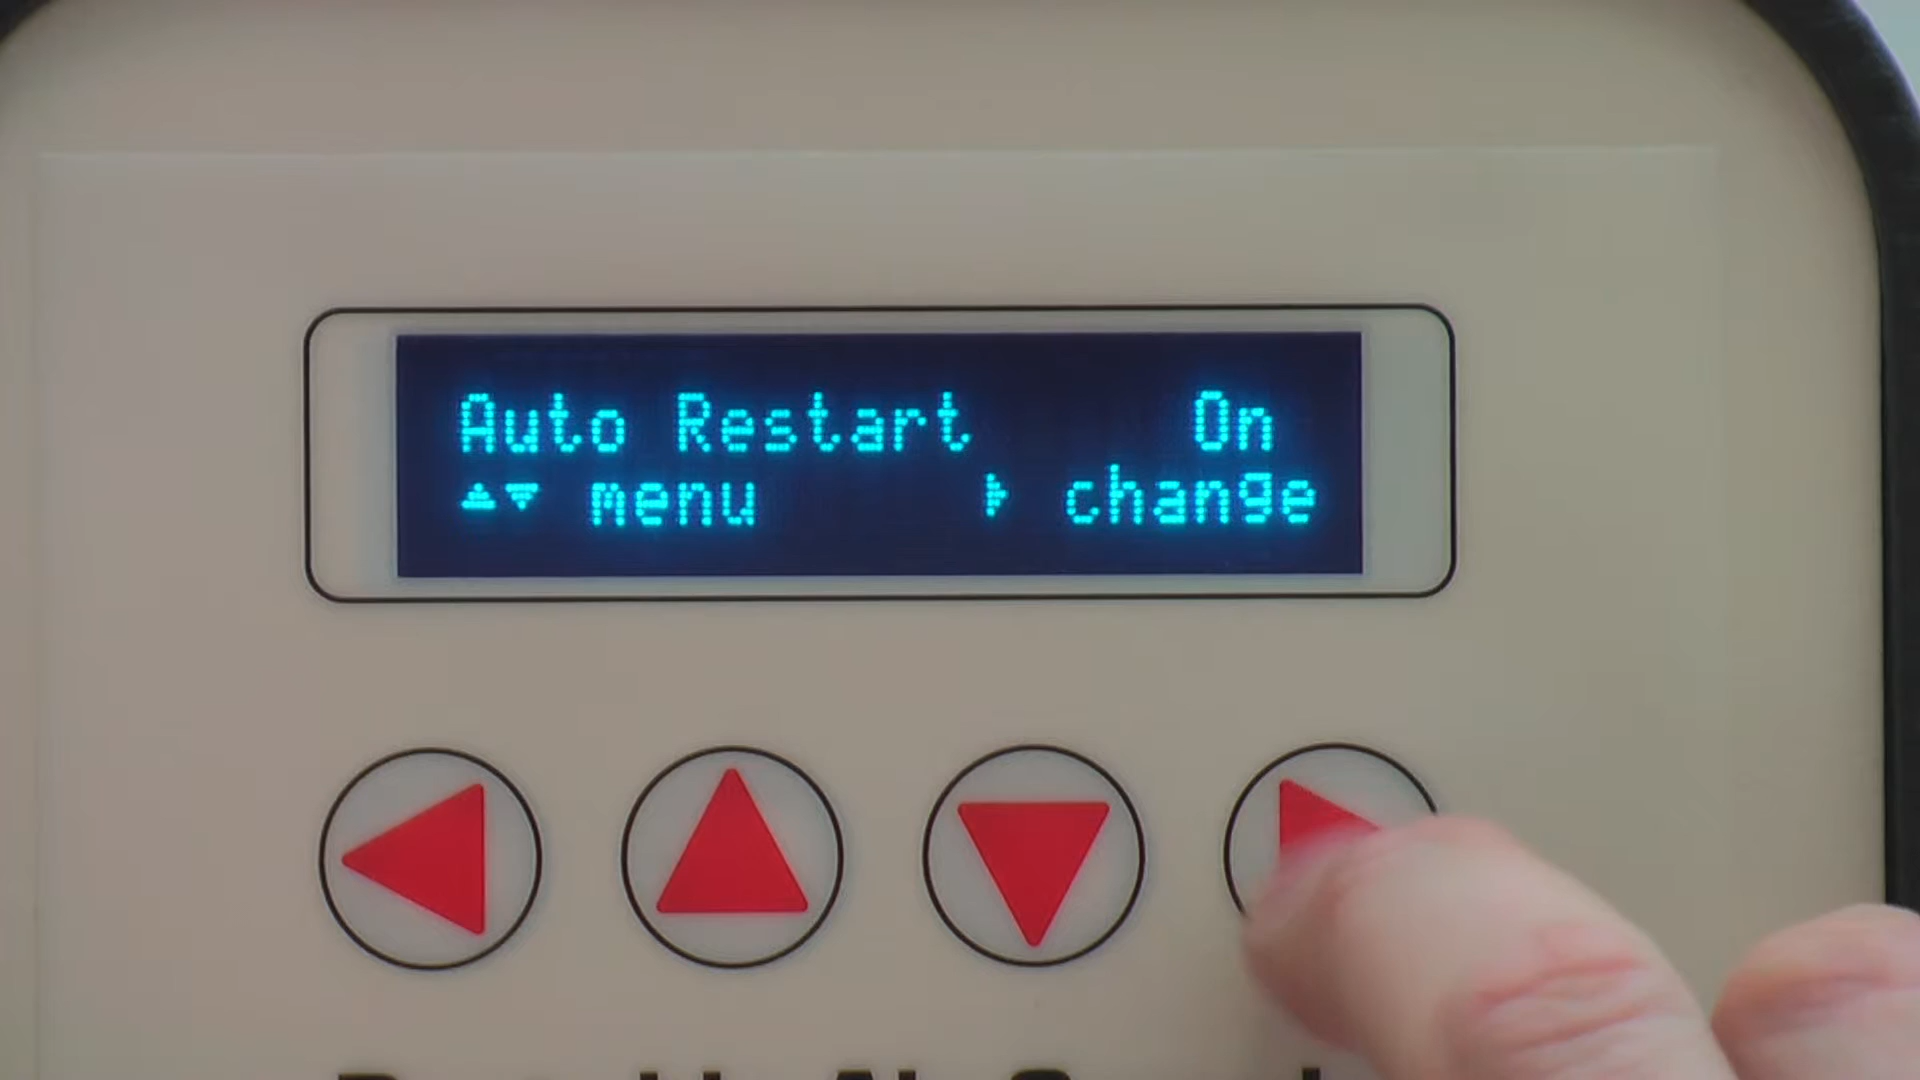 Auto Restart On
▲▼ menu ▶ change